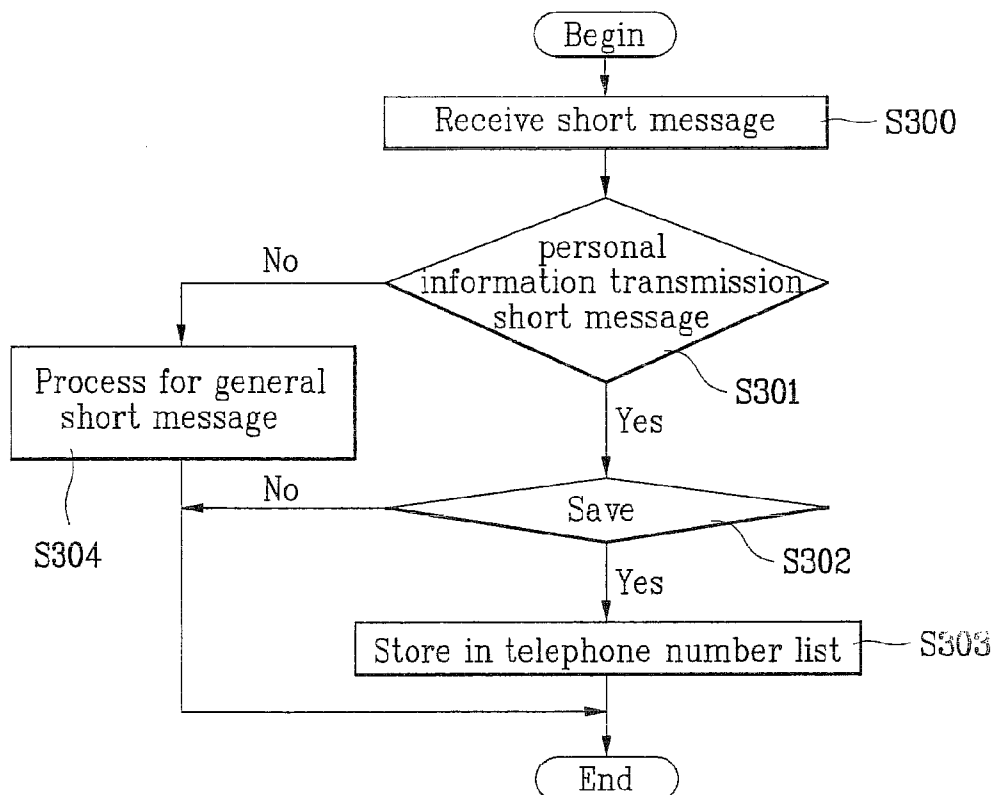 Begin
Receive short message
S300
personal
information transmission
short message
S301
No
Yes
Process for general
short message
S304
Save
S302
No
Yes
Store in telephone number list
S303
End